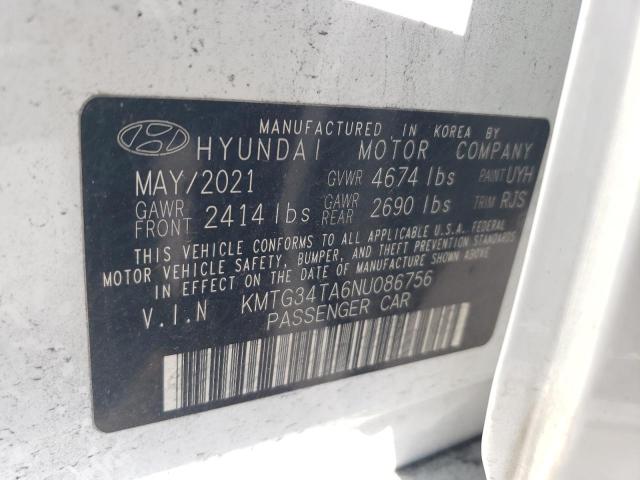 MANUFACTURED IN KOREA BY
HYUNDAI MOTOR COMPANY
MAY/2021 GVWR 4674 lbs PAINT UYH
GAWR FRONT 2414 lbs GAWR REAR 2690 lbs TRIM RJS
THIS VEHICLE CONFORMS TO ALL APPLICABLE U.S.A. FEDERAL
MOTOR VEHICLE SAFETY, BUMPER, AND THEFT PREVENTION STANDARDS
IN EFFECT ON THE DATE OF MANUFACTURE SHOWN ABOVE.
V.I.N KMTG34TA6NU086756
PASSENGER CAR